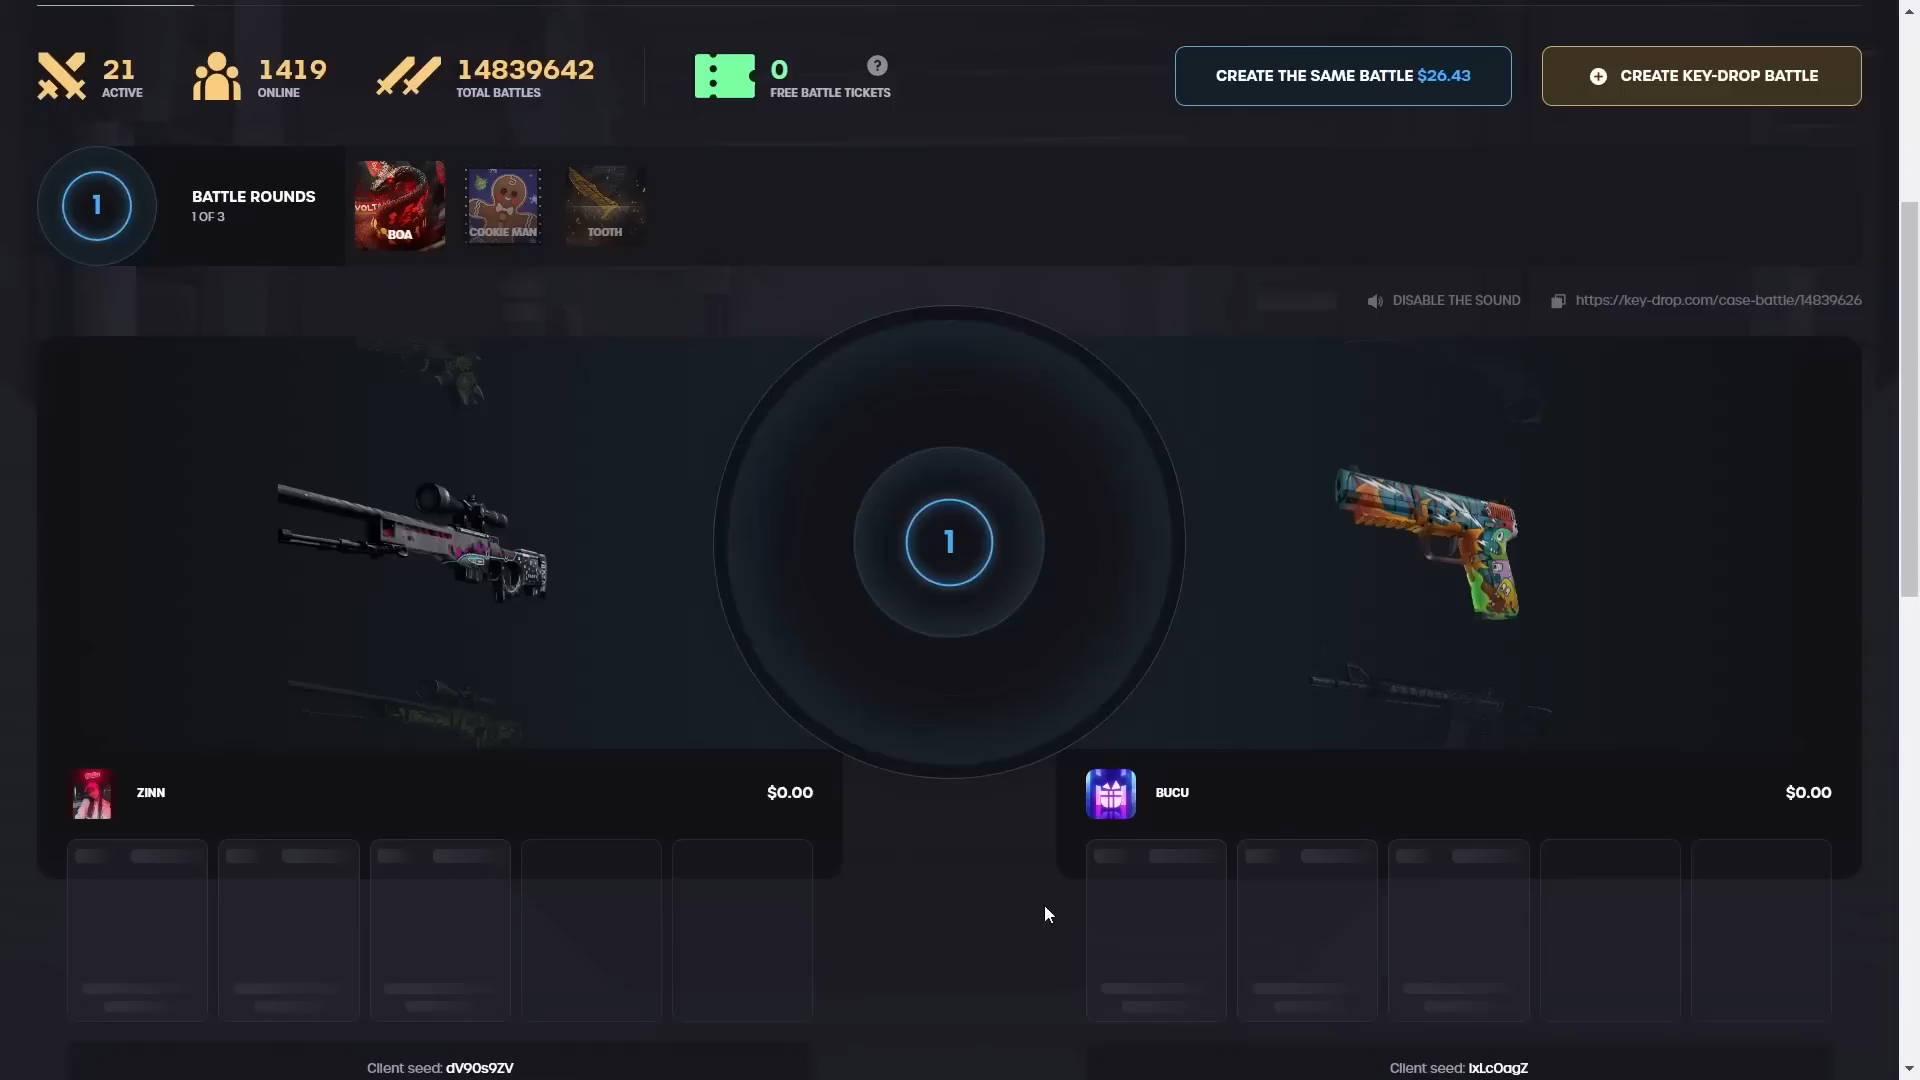 21
ACTIVE
1419
ONLINE
14839642
TOTAL BATTLES
0
FREE BATTLE TICKETS
?
CREATE THE SAME BATTLE $26.43
CREATE KEY-DROP BATTLE
1
BATTLE ROUNDS
1 OF 3
BOA
COOKIE MAN
TOOTH
DISABLE THE SOUND
https://key-drop.com/case-battle/14839626
1
ZINN
$0.00
BUCU
$0.00
Client seed: dV90s9ZV
Client seed: lxLcOagZ